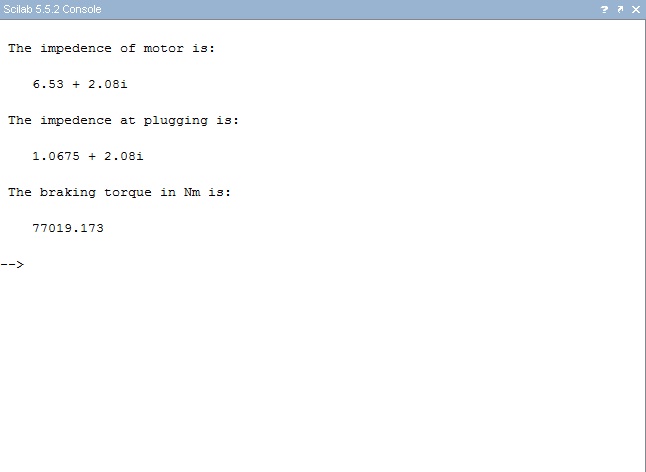 Scilab 5.5.2 Console
? ↗ ✕
The impedence of motor is:
6.53 + 2.08i
The impedence at plugging is:
1.0675 + 2.08i
The braking torque in Nm is:
77019.173
-->